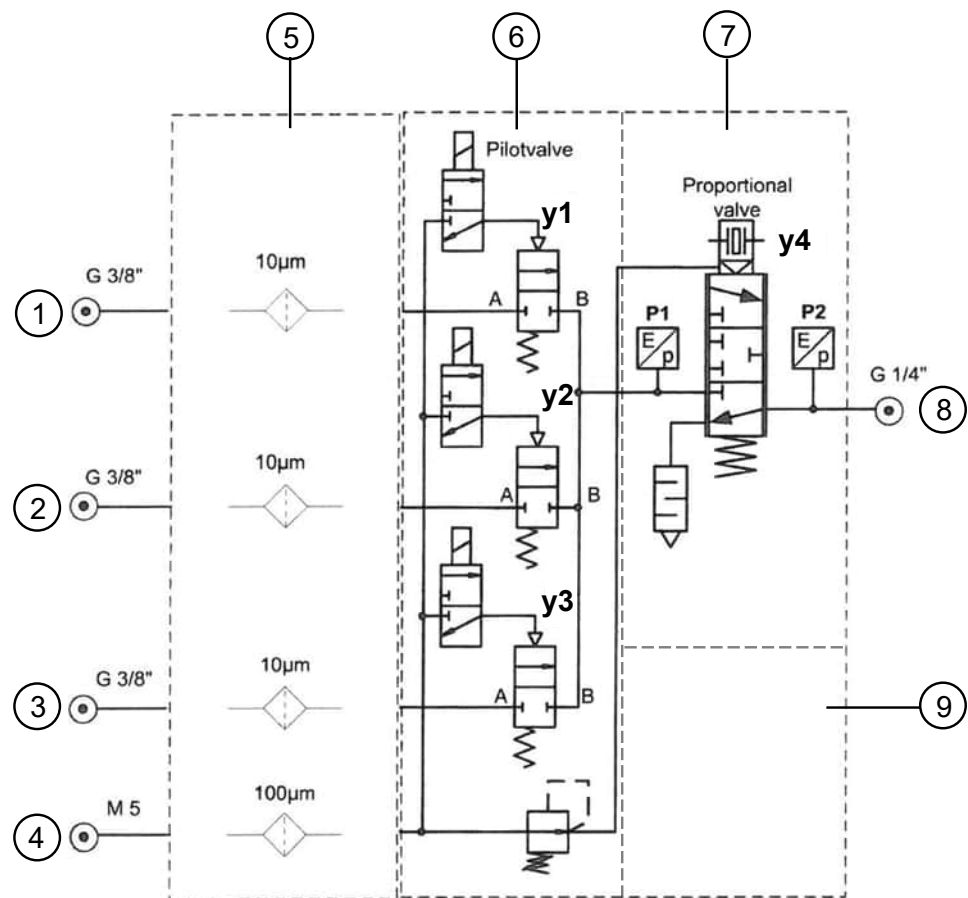 5
6
7
Pilotvalve
Proportional
valve
y1
y4
10µm
G 3/8"
A
B
1
P1
P2
E
p
E
p
y2
G 1/4"
8
10µm
G 3/8"
A
B
2
y3
10µm
G 3/8"
A
B
3
9
100µm
M 5
4